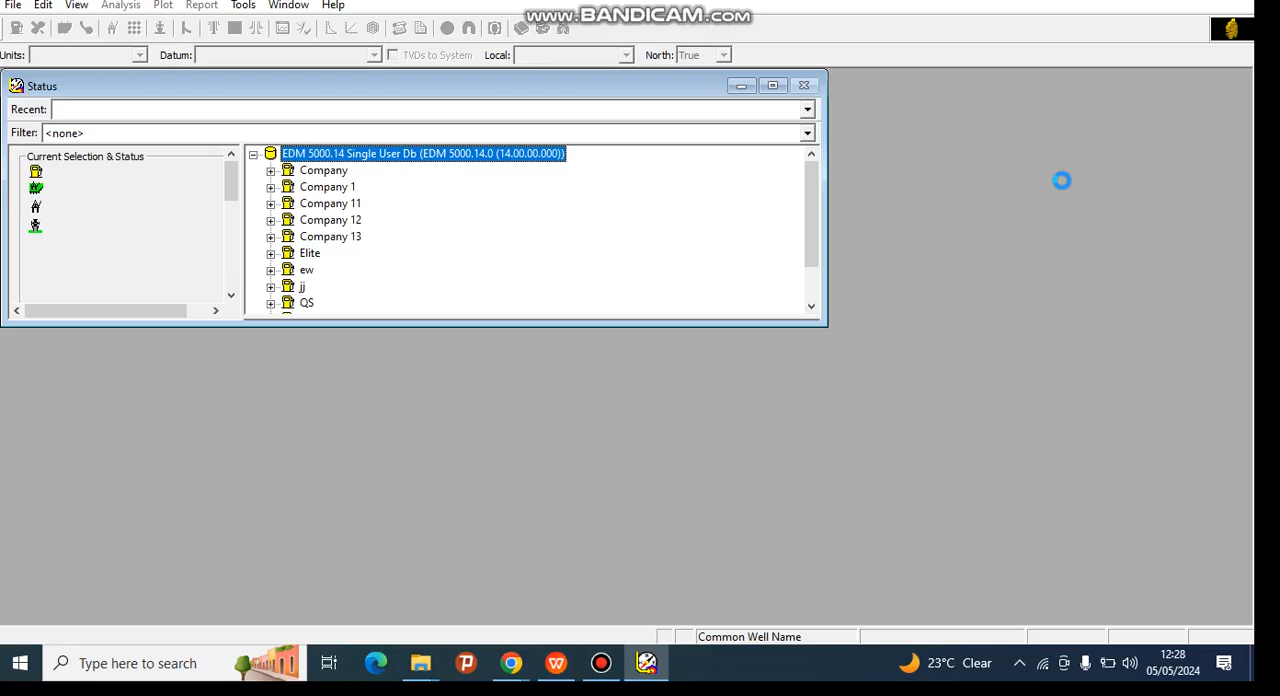 File Edit View Analysis Plot Report Tools Window Help
www.BANDICAM.com
Units: Datum: TVDs to System Local: North: True
Status
Recent:
Filter: <none>
Current Selection & Status
EDM 5000.14 Single User Db (EDM 5000.14.0 (14.00.00.000))
Company
Company 1
Company 11
Company 12
Company 13
Elite
ew
jj
QS
Common Well Name
Type here to search
23°C Clear
12:28
05/05/2024